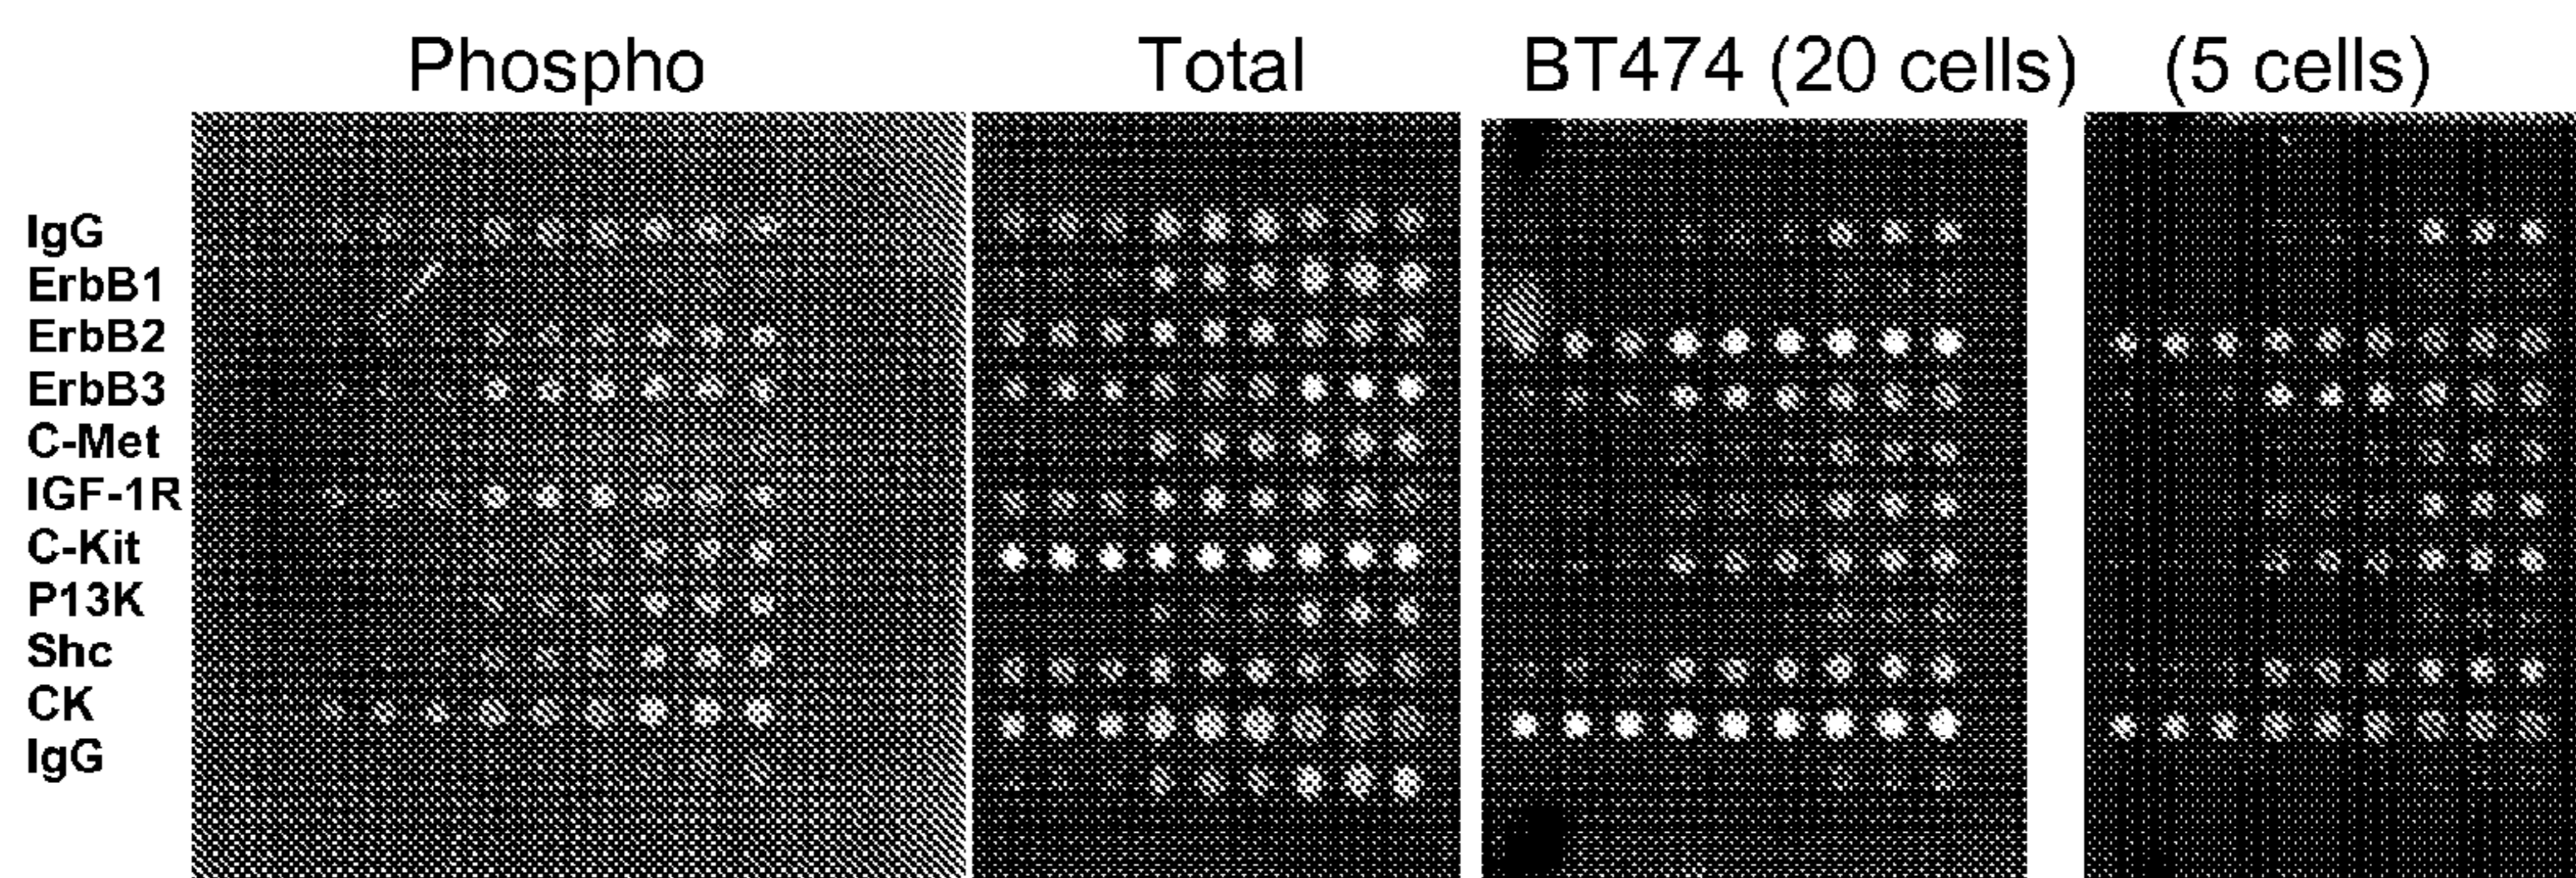 Phospho Total BT474 (20 cells) (5 cells)
IgG
ErbB1
ErbB2
ErbB3
C-Met
IGF-1R
C-Kit
P13K
Shc
CK
IgG